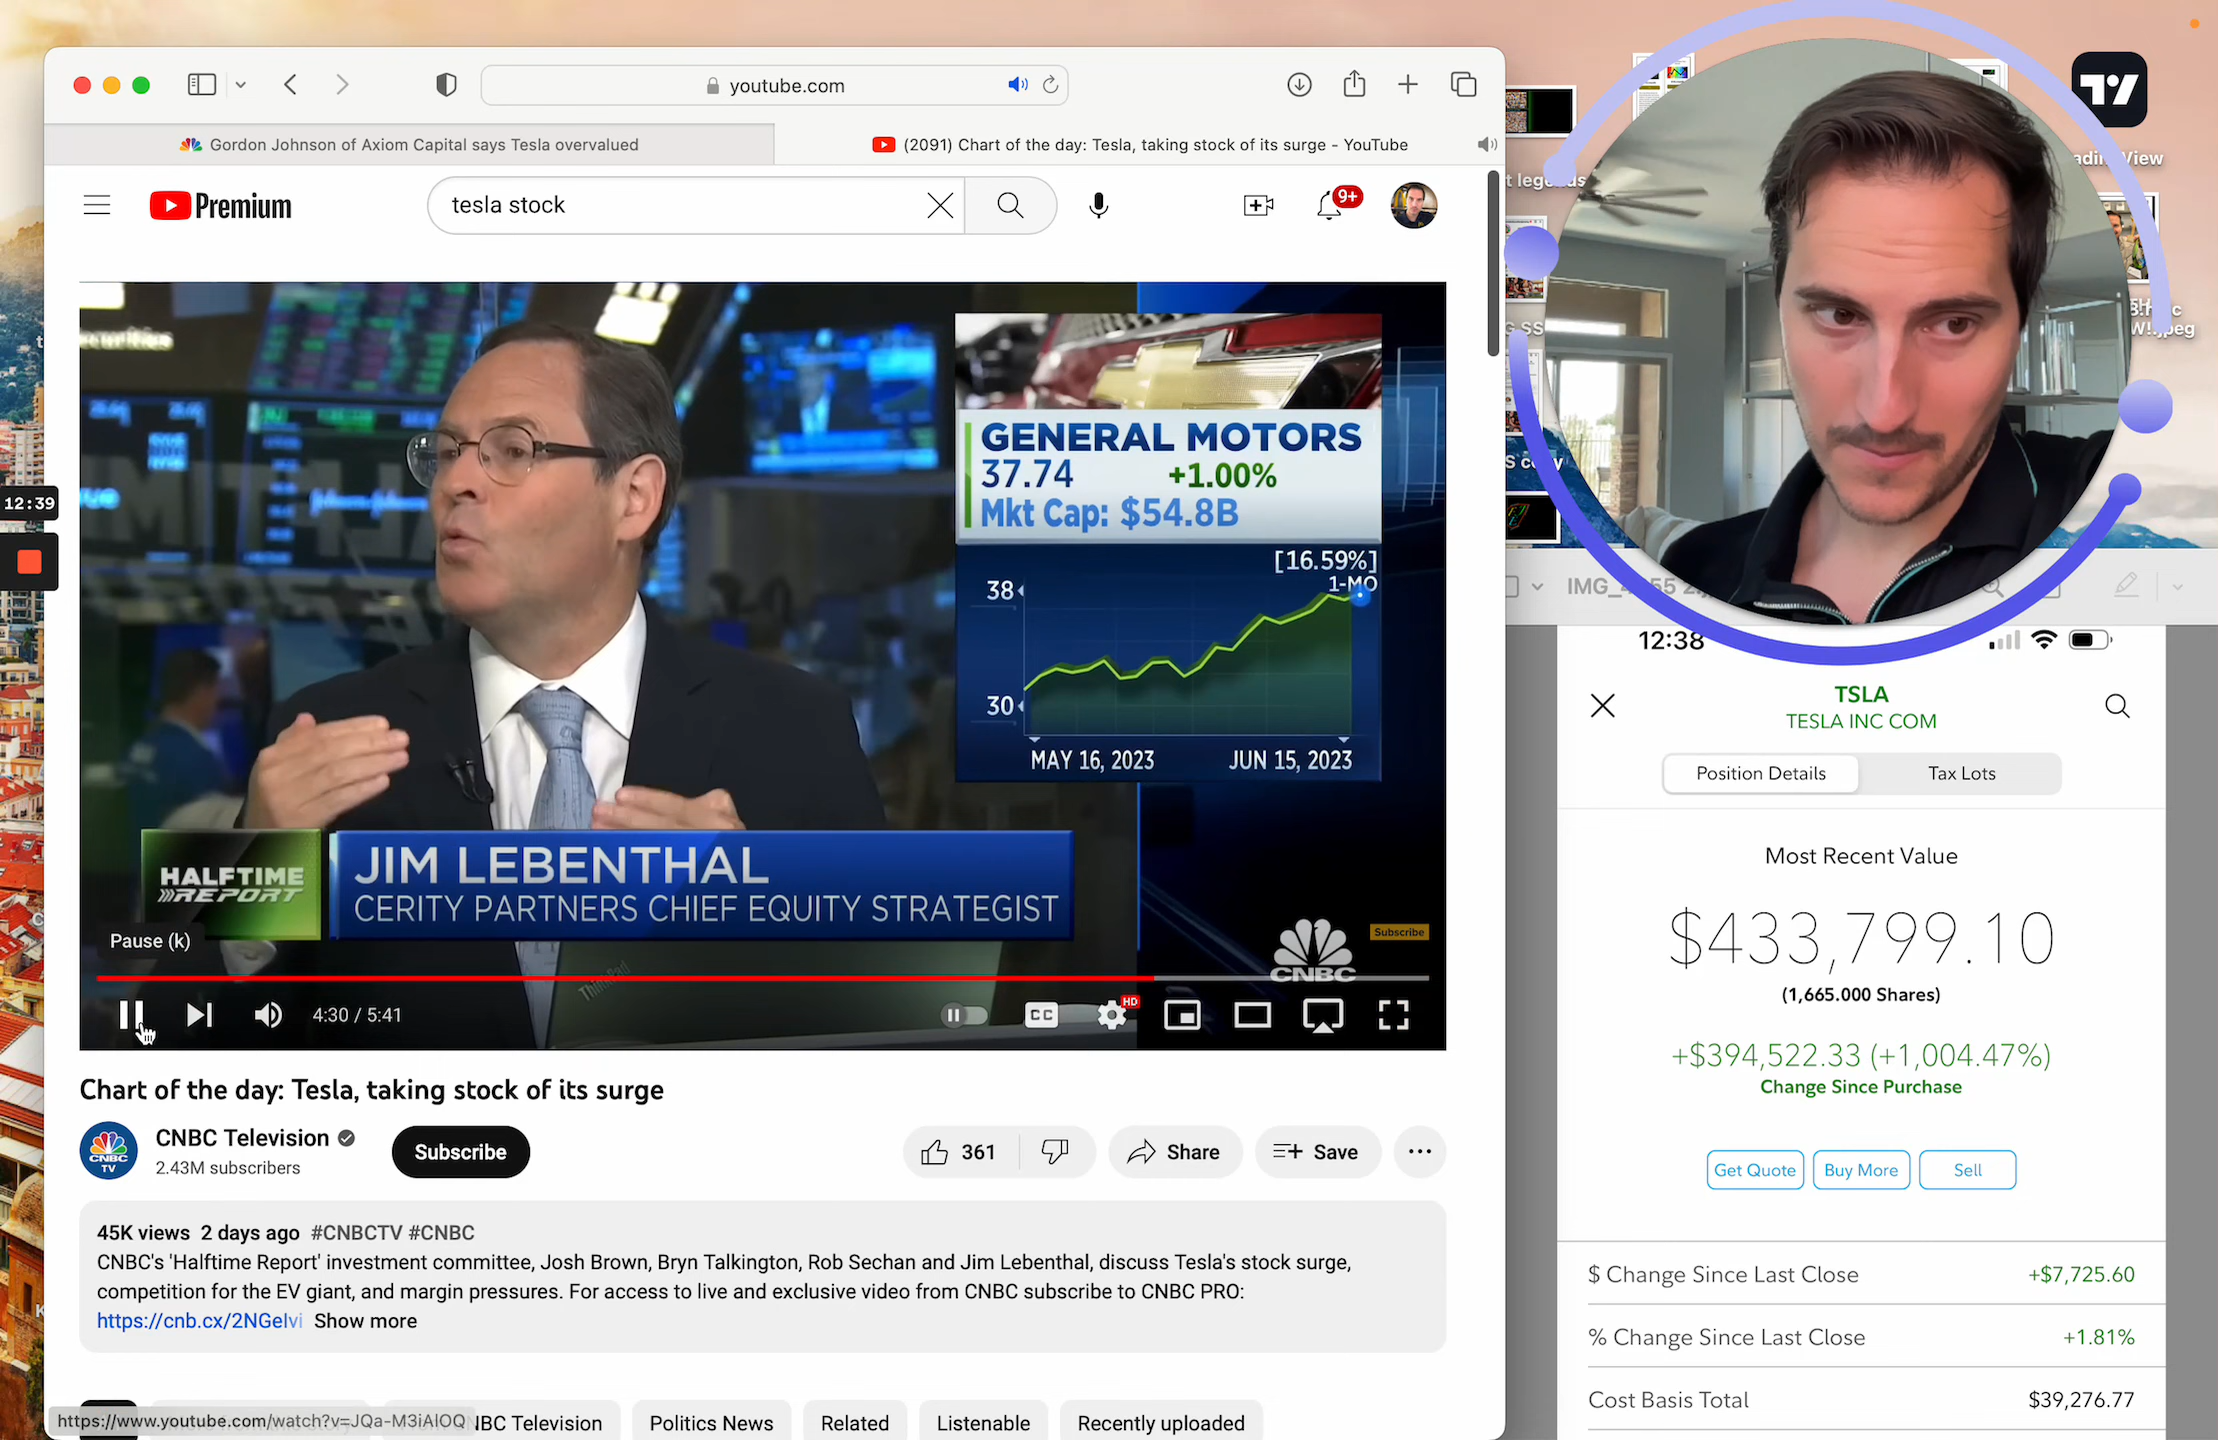 youtube.com
Gordon Johnson of Axiom Capital says Tesla overvalued
(2091) Chart of the day: Tesla, taking stock of its surge - YouTube
Premium
tesla stock
9+
GENERAL MOTORS
37.74 +1.00%
Mkt Cap: $54.8B
[16.59%]
1-MO
38
30
MAY 16, 2023 JUN 15, 2023
12:39
HALFTIME
REPORT
JIM LEBENTHAL
CERITY PARTNERS CHIEF EQUITY STRATEGIST
Pause (k)
Subscribe
CNBC
ThinkPad
4:30 / 5:41
CC
HD
Chart of the day: Tesla, taking stock of its surge
CNBC
TV
CNBC Television
2.43M subscribers
Subscribe
361
Share
Save
45K views 2 days ago #CNBCTV #CNBC
CNBC's 'Halftime Report' investment committee, Josh Brown, Bryn Talkington, Rob Sechan and Jim Lebenthal, discuss Tesla's stock surge,
competition for the EV giant, and margin pressures. For access to live and exclusive video from CNBC subscribe to CNBC PRO:
https://cnb.cx/2NGeIvi Show more
https://www.youtube.com/watch?v=JQa-M3iAIOQ
NBC Television
Politics News
Related
Listenable
Recently uploaded
12:38
TSLA
TESLA INC COM
Position Details
Tax Lots
Most Recent Value
$433,799.10
(1,665.000 Shares)
+$394,522.33 (+1,004.47%)
Change Since Purchase
Get Quote
Buy More
Sell
$ Change Since Last Close +$7,725.60
% Change Since Last Close +1.81%
Cost Basis Total $39,276.77